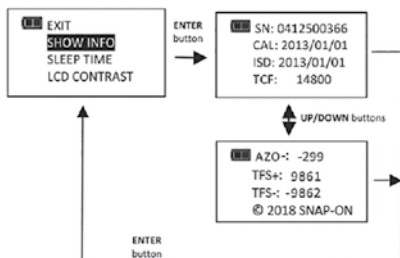 EXIT
SHOW INFO
SLEEP TIME
LCD CONTRAST
ENTER
button
SN: 0412500366
CAL: 2013/01/01
ISD: 2013/01/01
TCF: 14800
UP/DOWN buttons
AZO-: -299
TFS+: 9861
TFS-: -9862
© 2018 SNAP-ON
ENTER
button